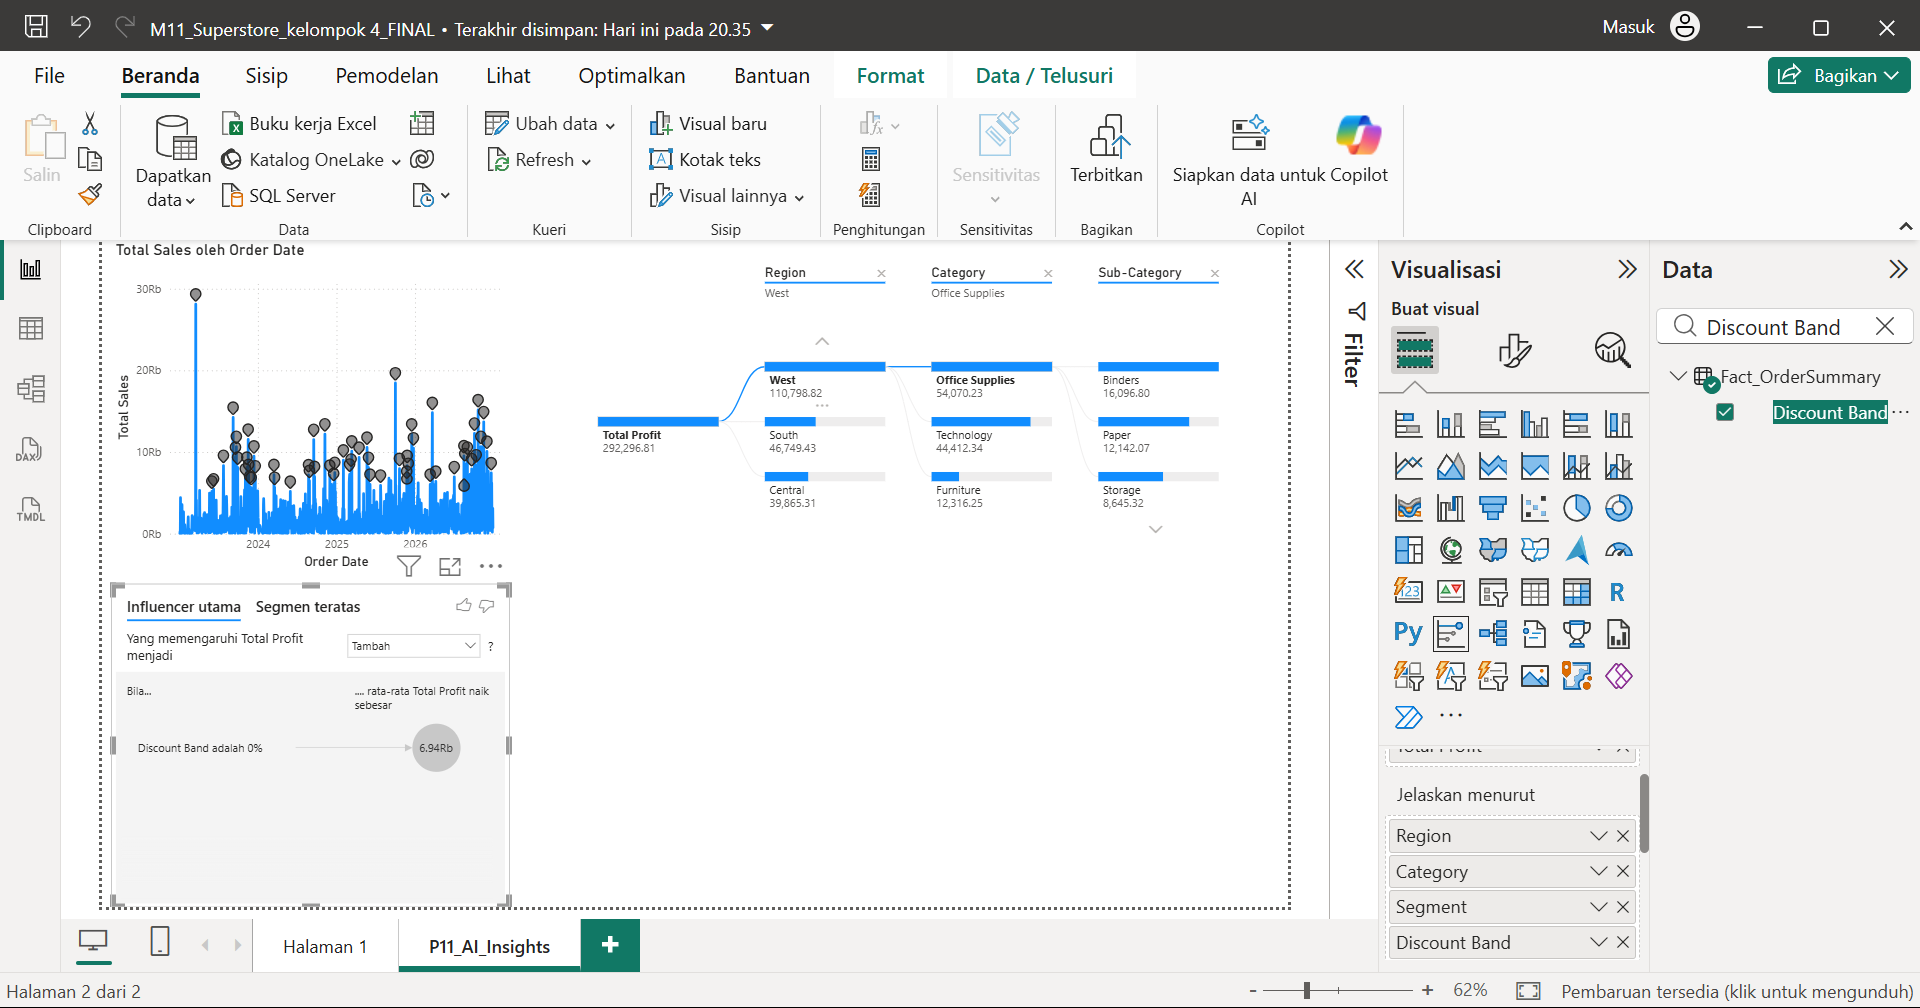 M11_Superstore_kelompok 4_FINAL • Terakhir disimpan: Hari ini pada 20.35
Masuk
File
Beranda
Sisip
Pemodelan
Lihat
Optimalkan
Bantuan
Format
Data / Telusuri
Bagikan
Salin
Clipboard
Dapatkan data
Buku kerja Excel
Katalog OneLake
SQL Server
Data
Ubah data
Refresh
Kueri
Visual baru
Kotak teks
Visual lainnya
Sisip
Penghitungan
Sensitivitas
Sensitivitas
Terbitkan
Bagikan
Siapkan data untuk AI
Copilot
Copilot
DAX
TMDL
Total Sales oleh Order Date
Total Sales
30Rb
20Rb
10Rb
0Rb
2024
2025
2026
Order Date
Region
West
Category
Office Supplies
Sub-Category
Total Profit
292,296.81
West
110,798.82
South
46,749.43
Central
39,865.31
Office Supplies
54,070.23
Technology
44,412.34
Furniture
12,316.25
Binders
16,096.80
Paper
12,142.07
Storage
8,645.32
Influencer utama
Segmen teratas
Yang memengaruhi Total Profit
menjadi
Tambah
?
Bila...
.... rata-rata Total Profit naik
sebesar
Discount Band adalah 0%
6.94Rb
Filter
Visualisasi
Buat visual
123
R
Py
Total Profit
Jelaskan menurut
Region
Category
Segment
Discount Band
Data
Discount Band
Fact_OrderSummary
Discount Band
Halaman 1
P11_AI_Insights
Halaman 2 dari 2
62%
Pembaruan tersedia (klik untuk mengunduh)